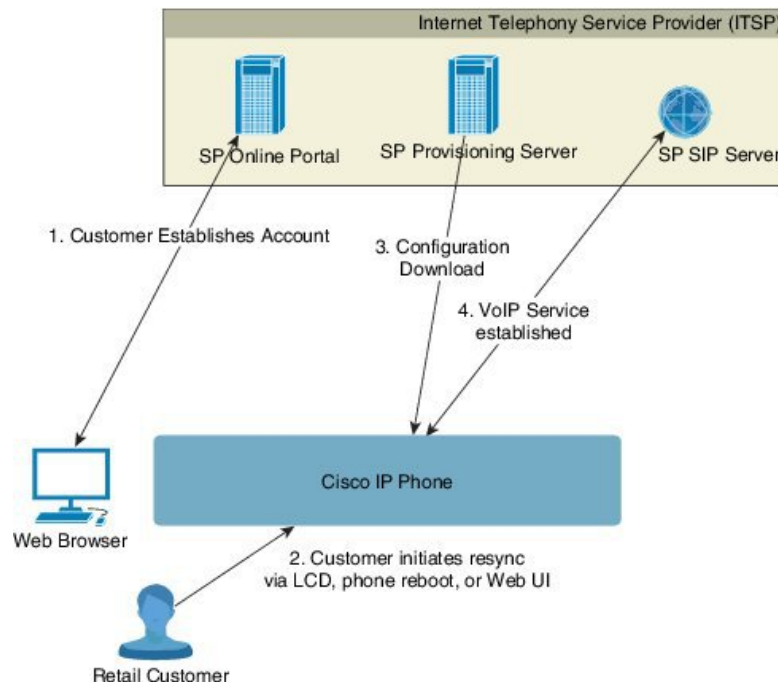 Internet Telephony Service Provider (ITSP)
SP Online Portal
SP Provisioning Server
SP SIP Server
1. Customer Establishes Account
3. Configuration
Download
4. VoIP Service
established
Cisco IP Phone
Web Browser
2. Customer initiates resync
via LCD, phone reboot, or Web UI
Retail Customer